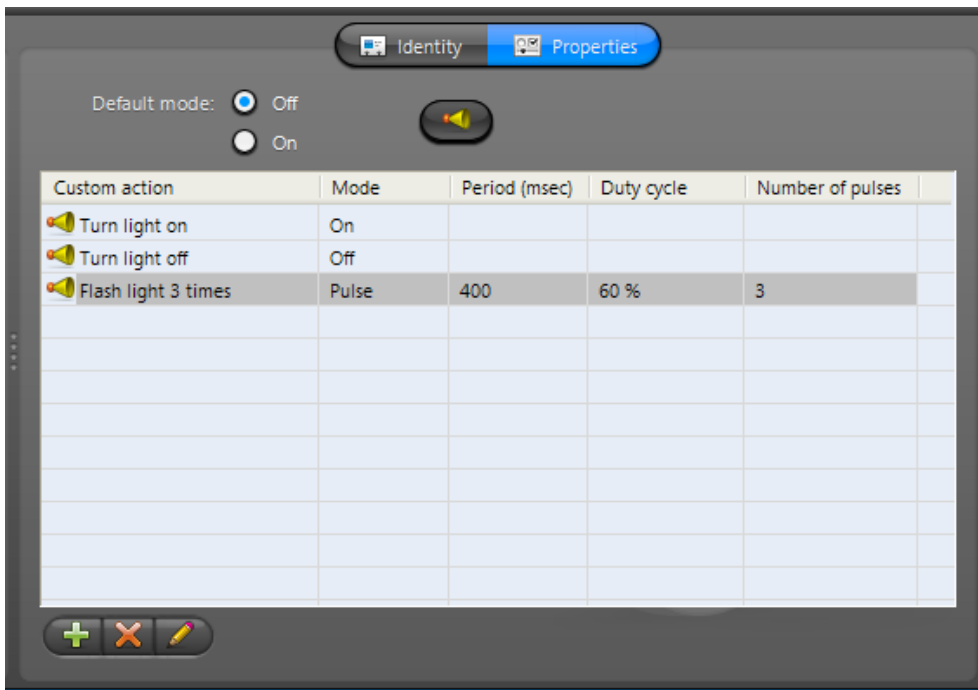 Identity Properties
Default mode: Off
On
Custom action Mode Period (msec) Duty cycle Number of pulses
Turn light on On
Turn light off Off
Flash light 3 times Pulse 400 60 % 3